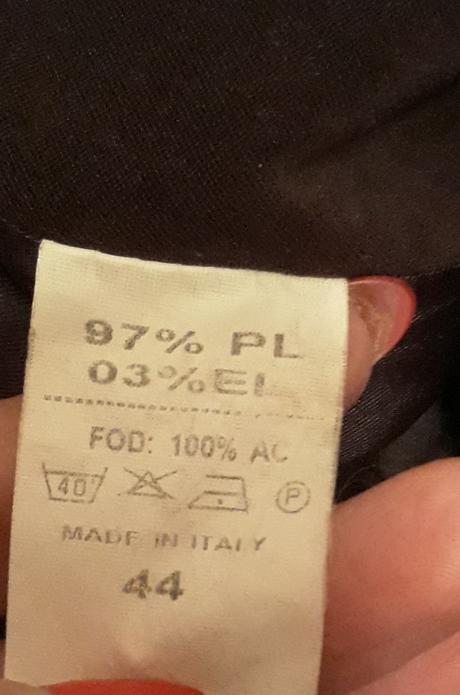 97% PL
03% EL
FOD: 100% AC
40 P
MADE IN ITALY
44